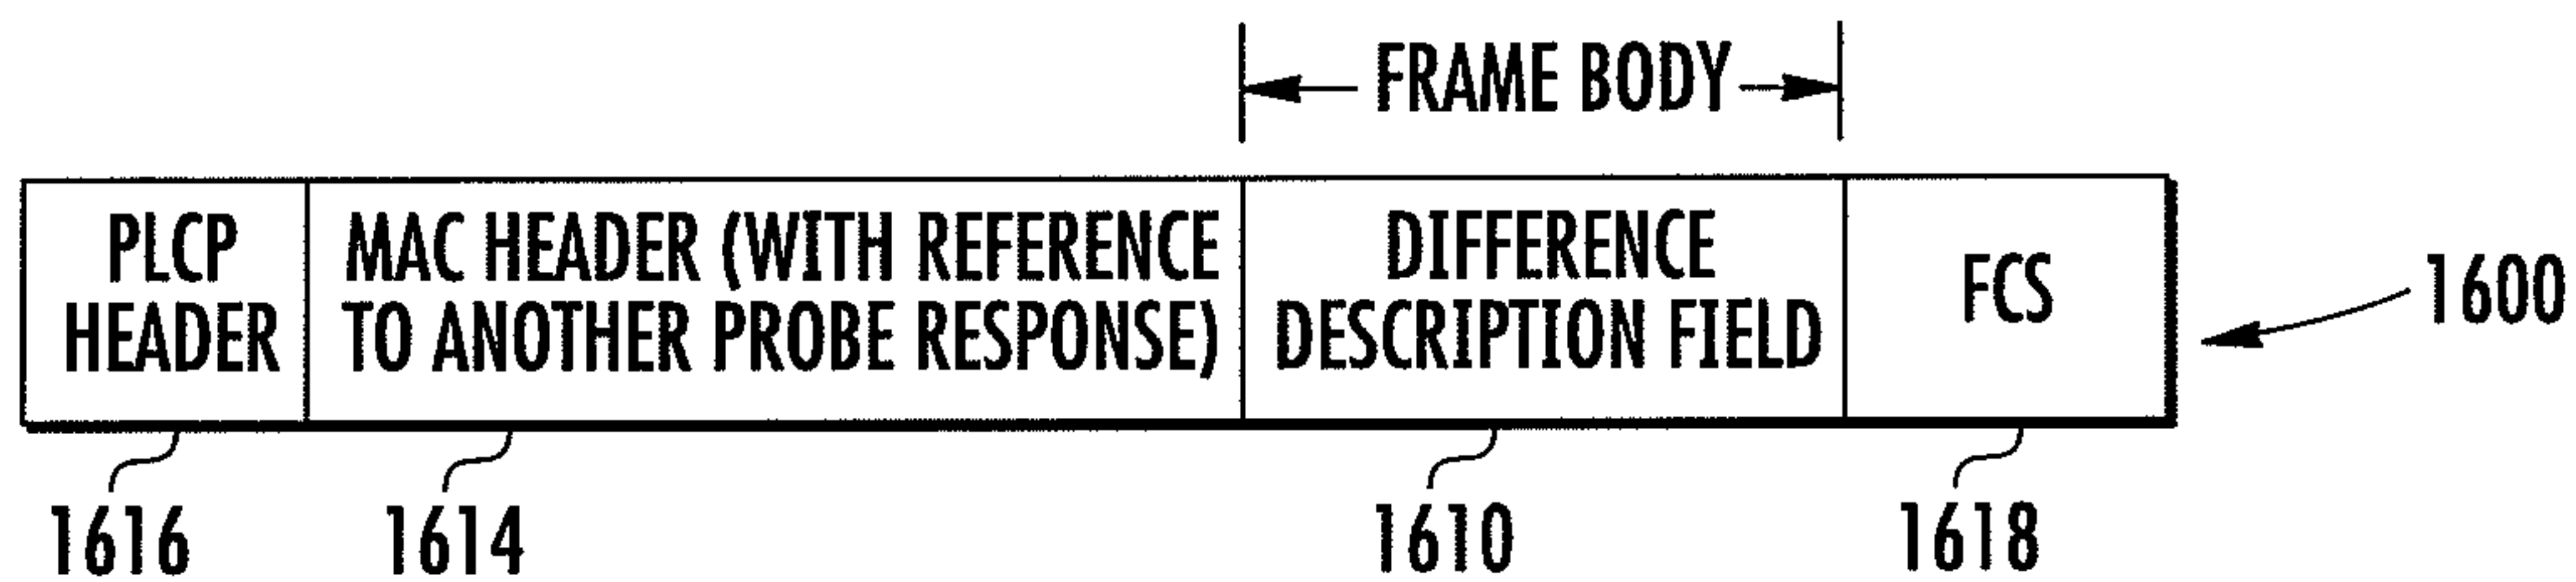 FRAME BODY
PLCP
HEADER
MAC HEADER (WITH REFERENCE
TO ANOTHER PROBE RESPONSE)
DIFFERENCE
DESCRIPTION FIELD
FCS
1600
1616
1614
1610
1618